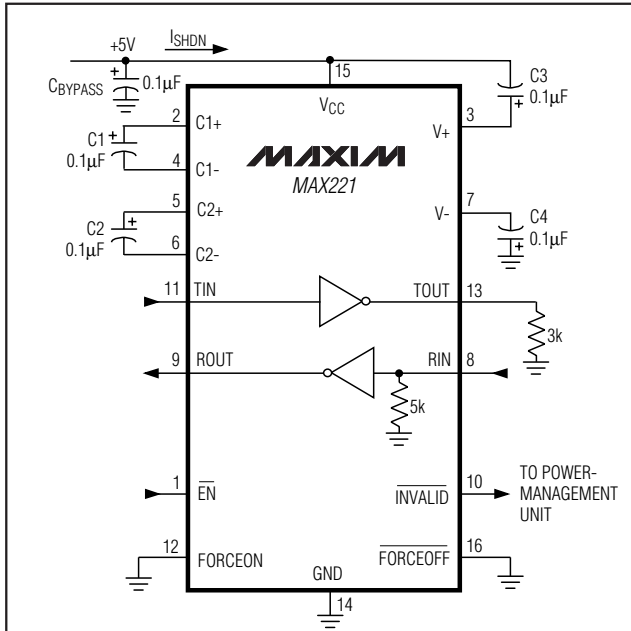 +5V
I SHDN
C BYPASS
0.1µF
15
VCC
C3
0.1µF
2
C1+
C1
0.1µF
4
C1-
3
V+
MAXIM
MAX221
5
C2+
C2
0.1µF
6
C2-
7
V-
C4
0.1µF
11
TIN
TOUT
13
3k
9
ROUT
RIN
8
5k
1
EN
INVALID
10
TO POWER-
MANAGEMENT
UNIT
12
FORCEON
FORCEOFF
16
GND
14